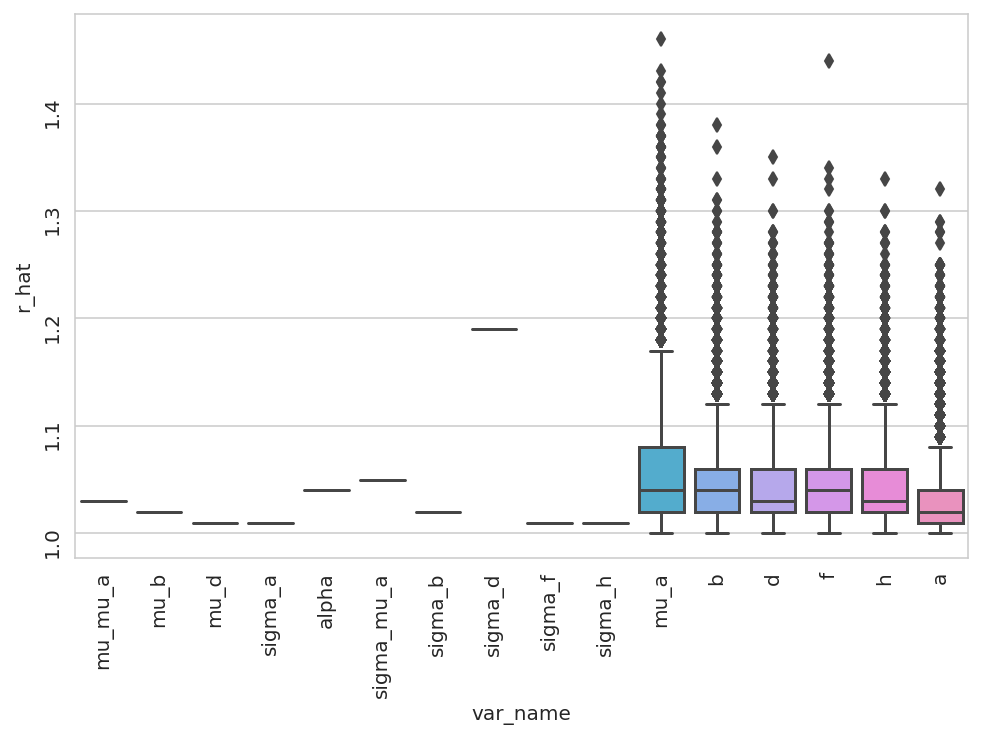 r_hat
1.4
1.3
1.2
1.1
1.0
mu_mu_a
mu_b
mu_d
sigma_a
alpha
sigma_mu_a
sigma_b
sigma_d
sigma_f
sigma_h
mu_a
b
d
f
h
a
var_name